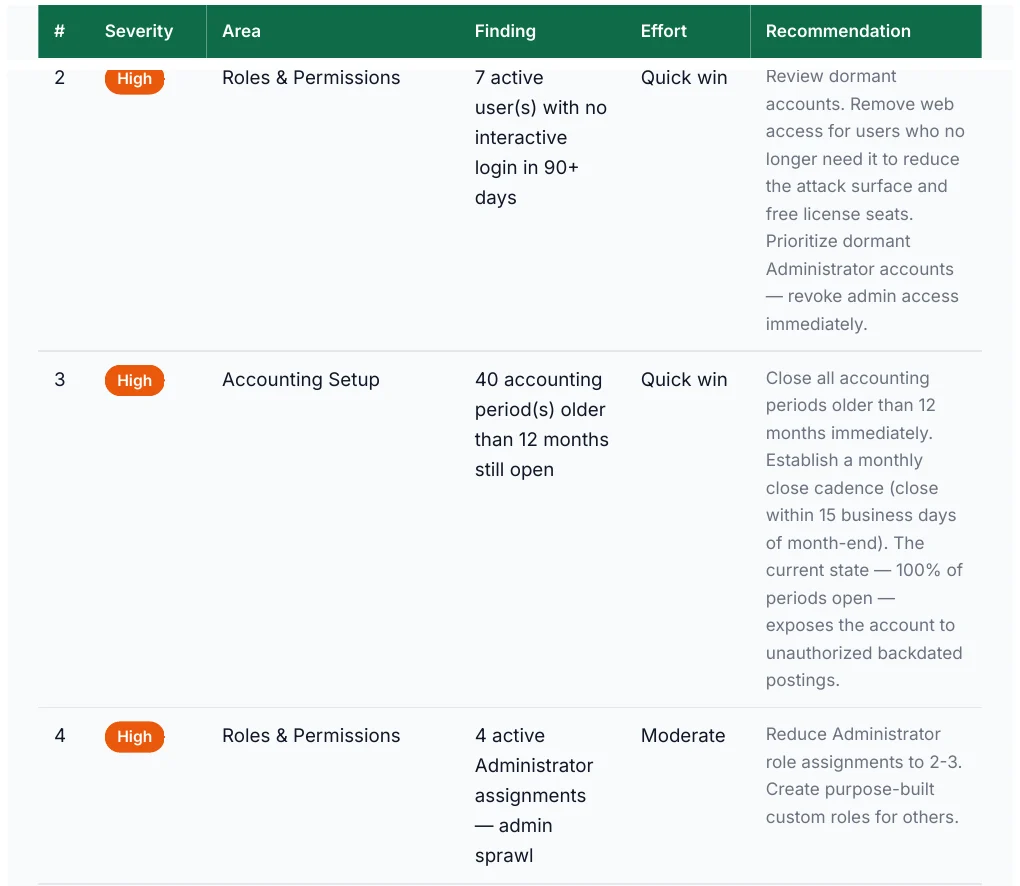 # Severity Area Finding Effort Recommendation
2 High Roles & Permissions 7 active Quick win Review dormant
user(s) with no accounts. Remove web
interactive access for users who no
login in 90+ longer need it to reduce
days the attack surface and
free license seats.
Prioritize dormant
Administrator accounts
— revoke admin access
immediately.
3 High Accounting Setup 40 accounting Quick win Close all accounting
period(s) older periods older than 12
than 12 months months immediately.
still open Establish a monthly
close cadence (close
within 15 business days
of month-end). The
current state — 100% of
periods open —
exposes the account to
unauthorized backdated
postings.
4 High Roles & Permissions 4 active Moderate Reduce Administrator
Administrator role assignments to 2-3.
assignments Create purpose-built
— admin custom roles for others.
sprawl